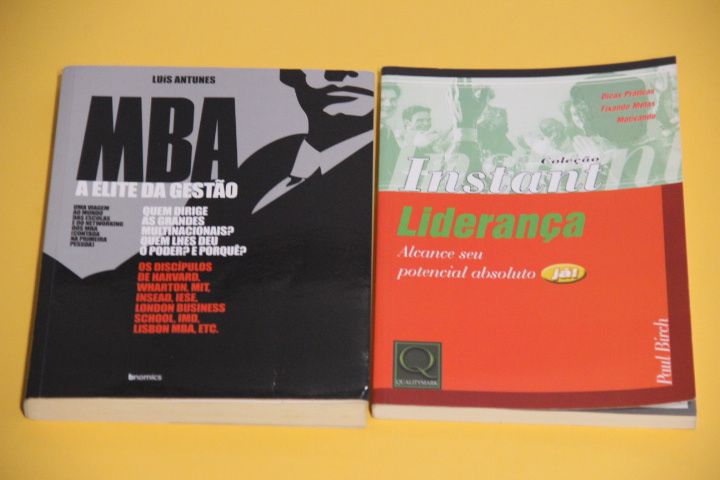 LUÍS ANTUNES
MBA
A ELITE DA GESTÃO
UMA VIAGEM
AO MUNDO
DAS ESCOLAS
E DO NETWORKING
DOS MBA
(CONTADA
NA PRIMEIRA
PESSOA)
QUEM DIRIGE
AS GRANDES
MULTINACIONAIS?
QUEM LHES DEU
O PODER? E PORQUÊ?
OS DISCÍPULOS
DE HARVARD,
WHARTON, MIT,
INSEAD, IESE,
LONDON BUSINESS
SCHOOL, IMD,
LISBON MBA, ETC.
bnomics
Dicas Práticas
Fixando Metas
Motivando
Coleção
Instant
Liderança
Alcance seu
potencial absoluto já!
Paul Birch
Q
QUALITYMARK